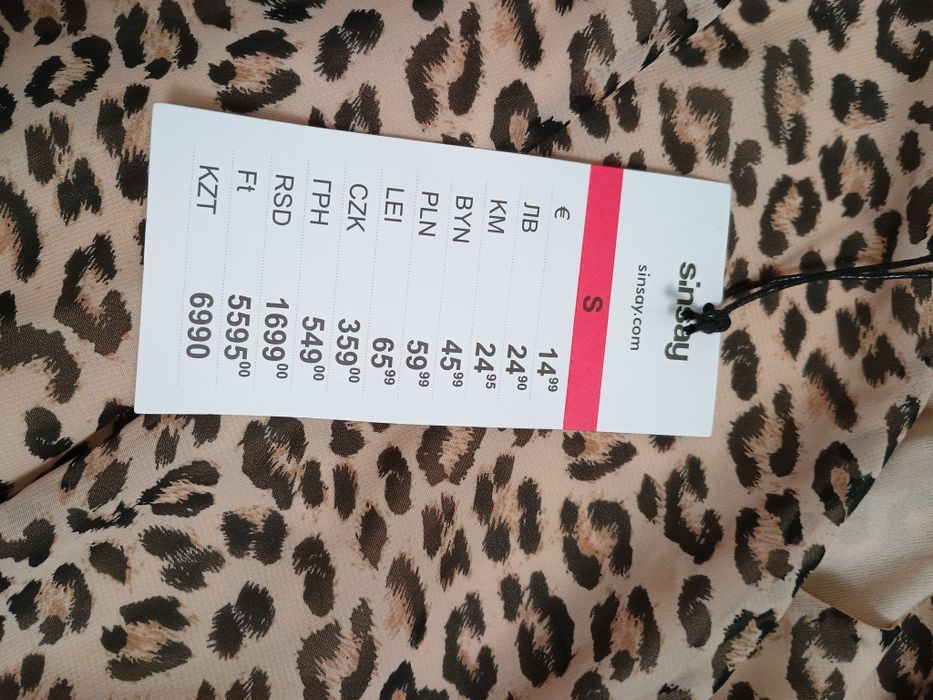 sinsay
sinsay.com
S
€ 14⁹⁹
ЛВ 24⁹⁰
KM 24⁹⁵
BYN 45⁹⁹
PLN 59⁹⁹
LEI 65⁹⁹
CZK 359⁰⁰
ГРН 549⁰⁰
RSD 1699⁰⁰
Ft 5595⁰⁰
KZT 6990